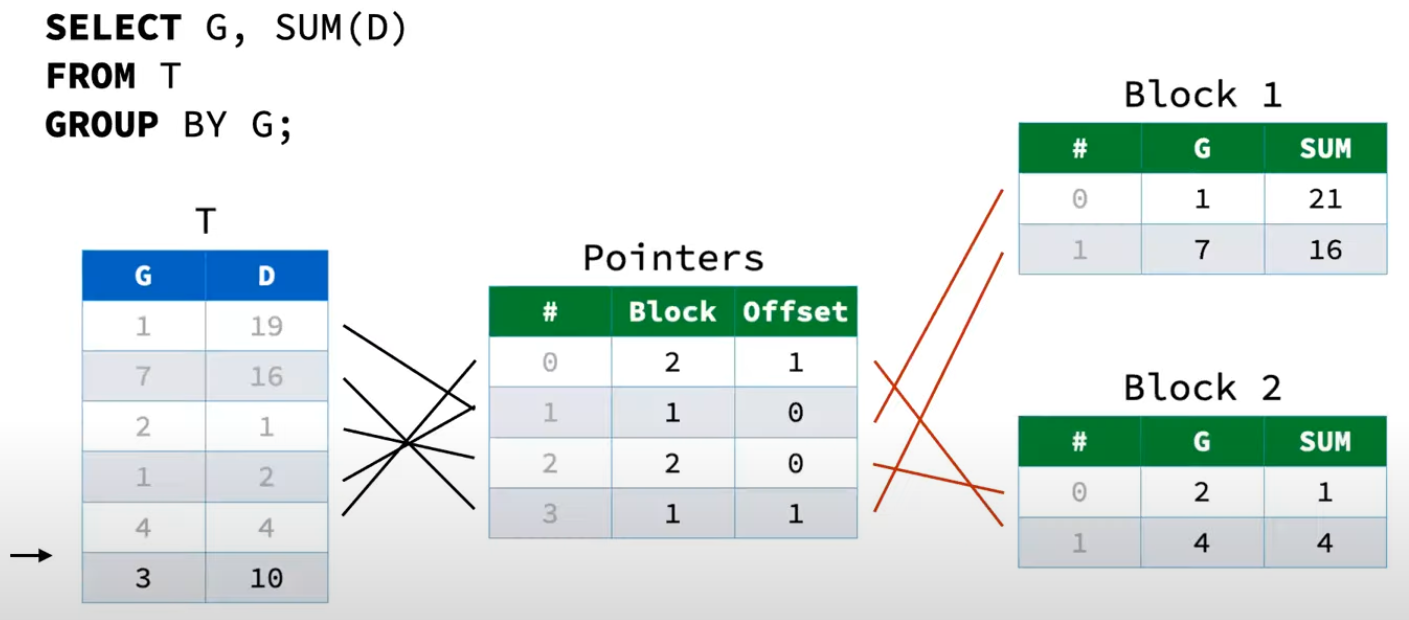 SELECT G, SUM(D)
FROM T
GROUP BY G;
T
G D
1 19
7 16
2 1
1 2
4 4
3 10
Pointers
# Block Offset
0 2 1
1 1 0
2 2 0
3 1 1
Block 1
# G SUM
0 1 21
1 7 16
Block 2
# G SUM
0 2 1
1 4 4